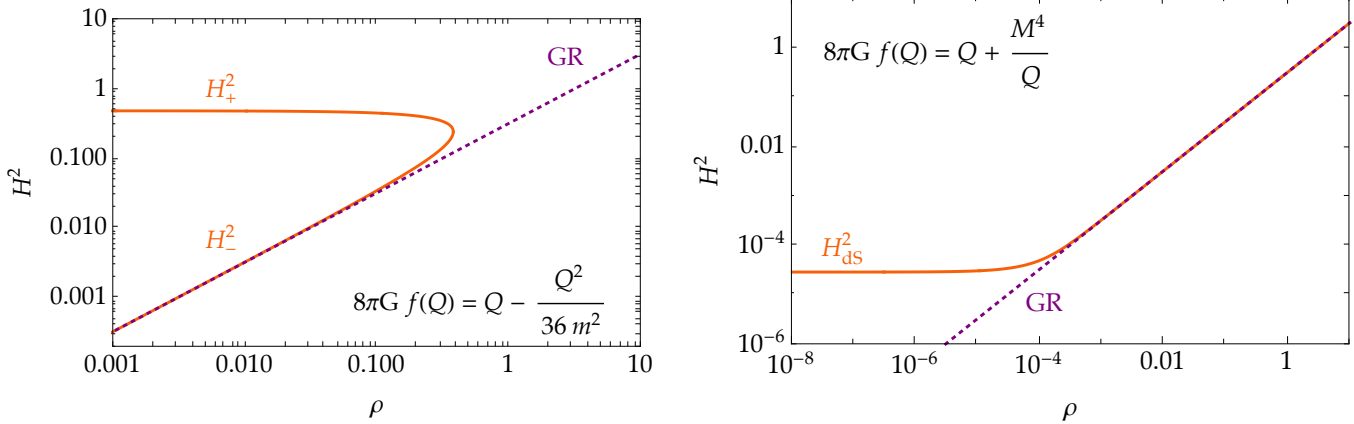 10
1
0.100
0.010
0.001
H²
H²₊
H²₋
GR
8πG f(Q) = Q − Q² / 36 m²
0.001
0.010
0.100
1
10
ρ
1
0.01
10⁻⁴
10⁻⁶
H²
8πG f(Q) = Q + M⁴ / Q
H²dS
GR
10⁻⁸
10⁻⁶
10⁻⁴
0.01
1
ρ